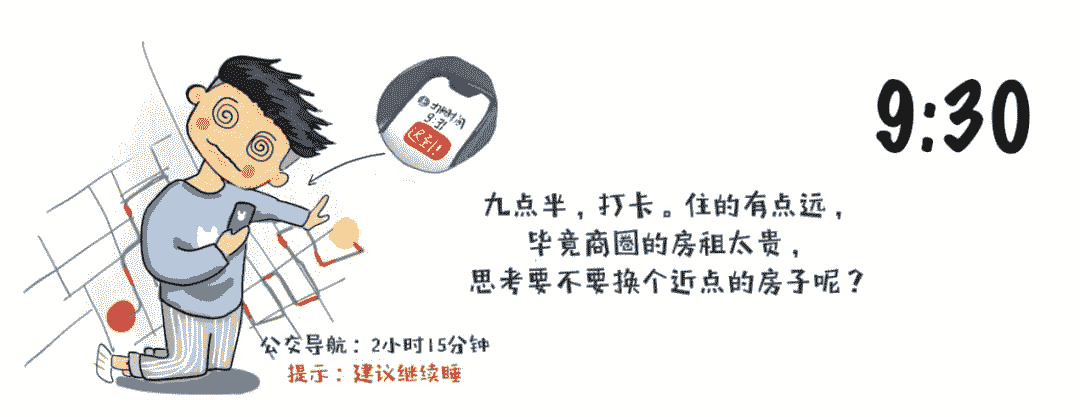 打卡时间
9:31
迟到!
9:30
九点半，打卡。住的有点远，
毕竟商圈的房租太贵，
思考要不要换个近点的房子呢？
公交导航：2小时15分钟
提示：建议继续睡